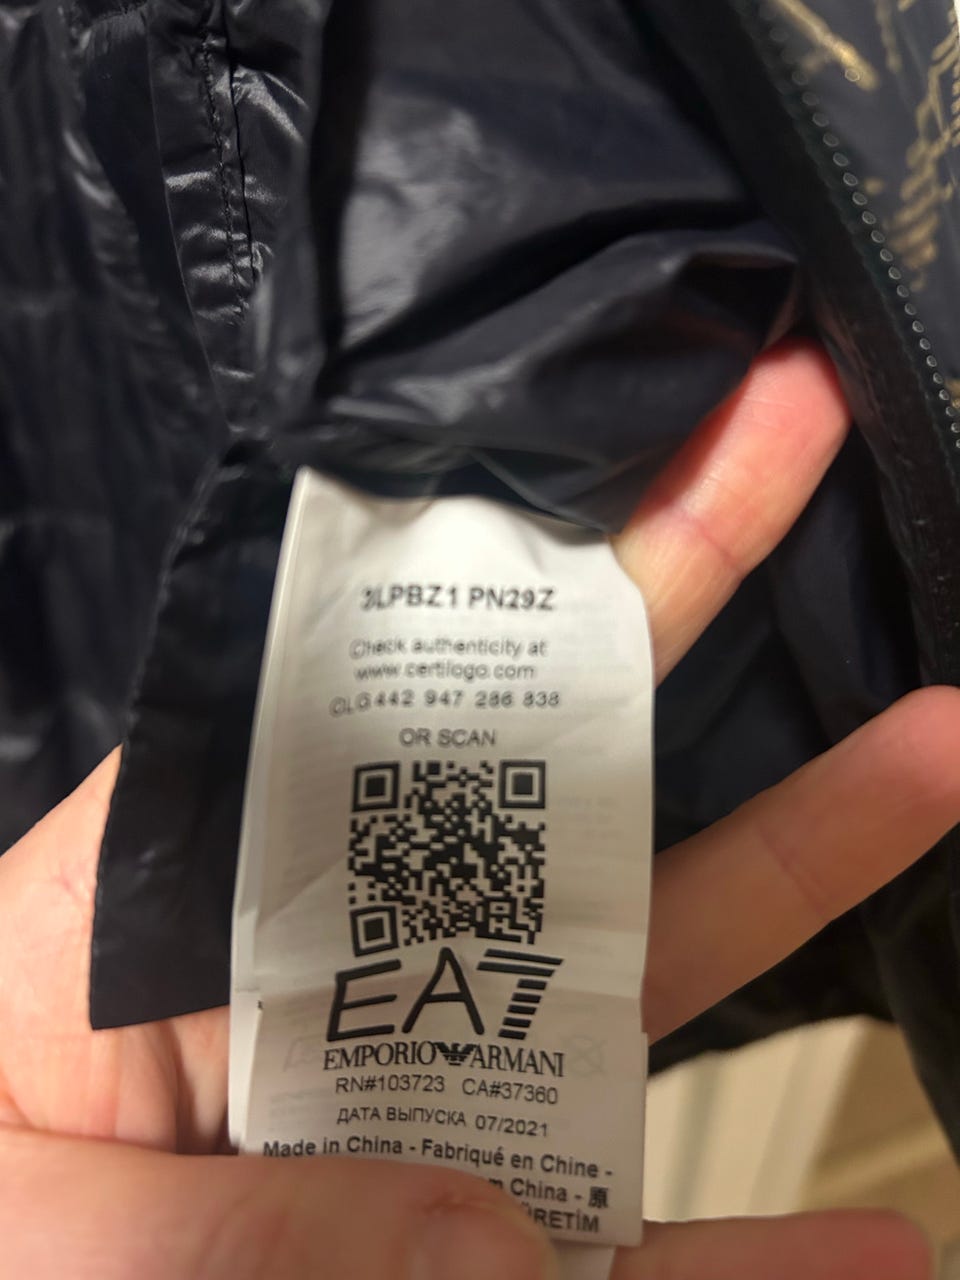 3LPBZ1 PN29Z
Check authenticity at
www.certilogo.com
CLG 442 947 286 838
OR SCAN
EA7
EMPORIO ARMANI
RN#103723 CA#37360
ДАТА ВЫПУСКА 07/2021
Made in China - Fabriqué en Chine -
China - 原
ÜRETİM